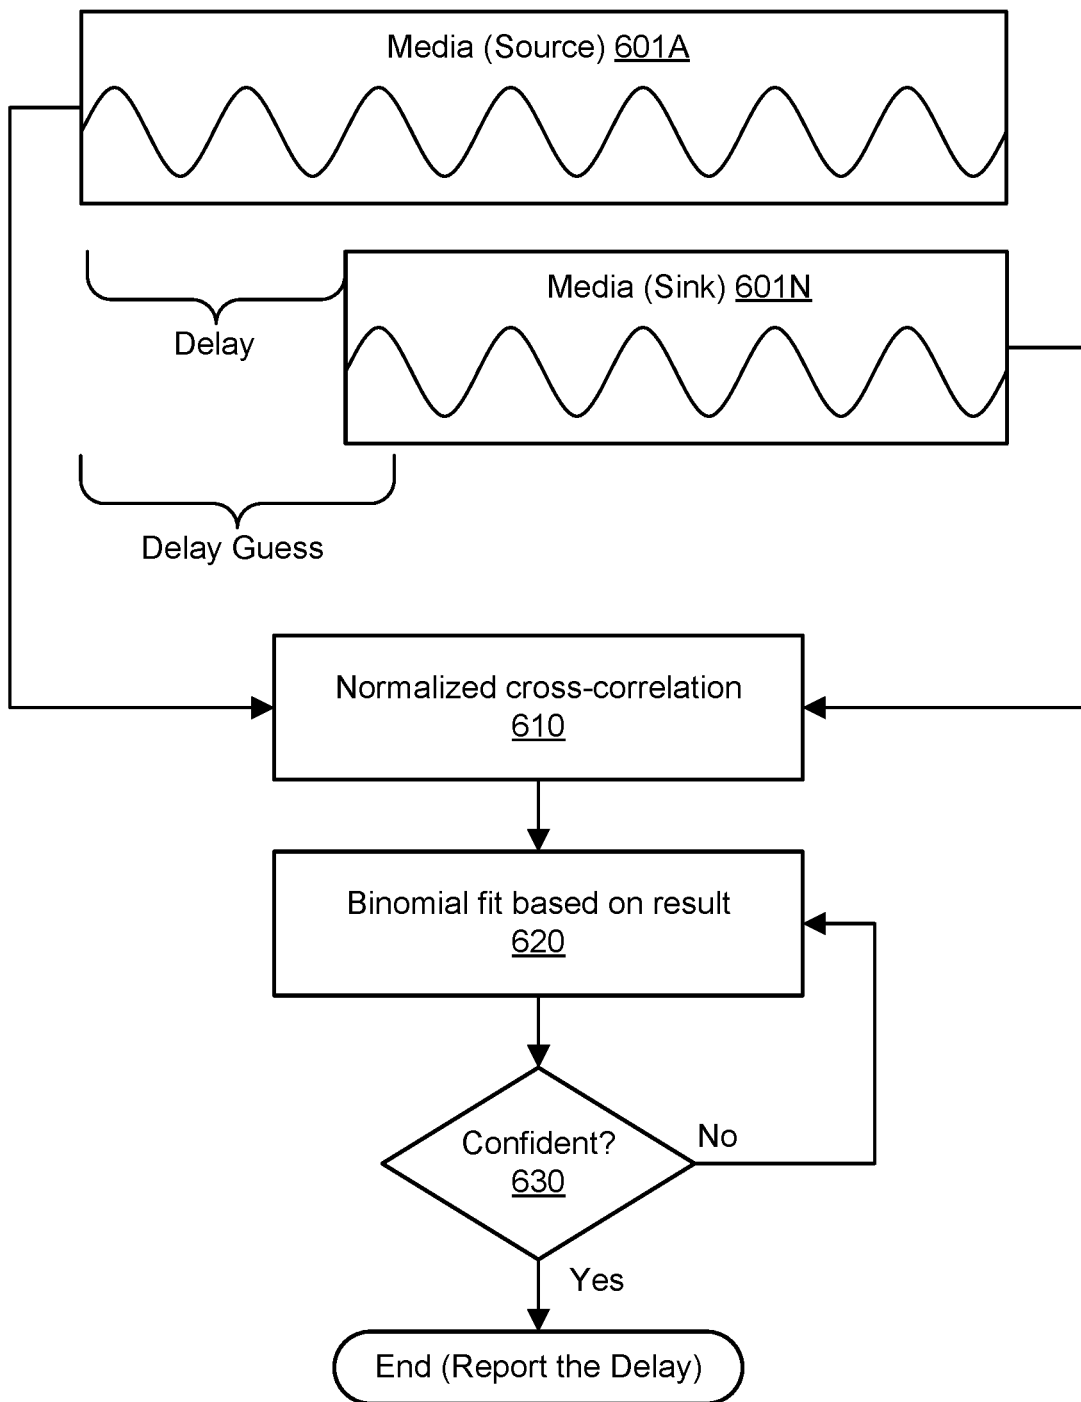 Media (Source) 601A
Media (Sink) 601N
Delay
Delay Guess
Normalized cross-correlation
610
Binomial fit based on result
620
Confident?
630
No
Yes
End (Report the Delay)